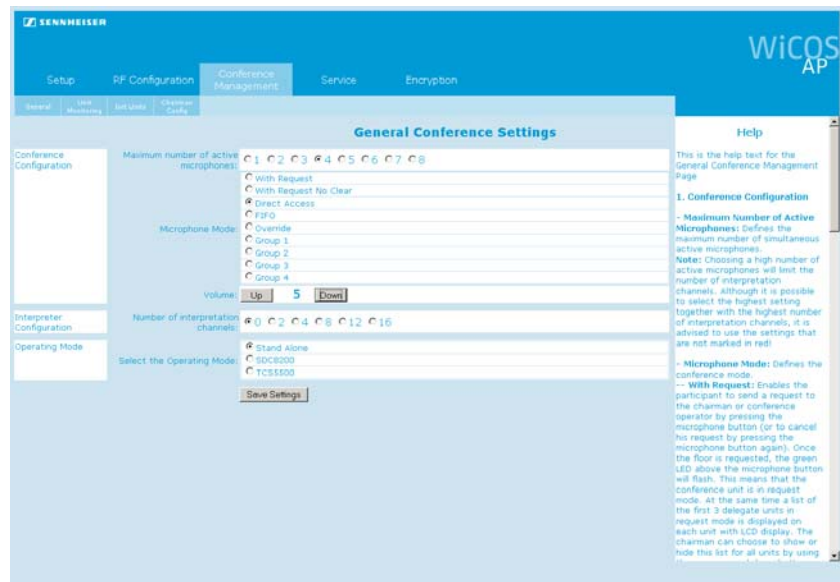 SENNHEISER
WiCOS
AP
Setup RF Configuration Conference Management Service Encryption
General Unit Monitoring Init Units Chairman Config
General Conference Settings
Conference Configuration
Maximum number of active microphones: 1 2 3 4 5 6 7 8
Microphone Mode:
With Request
With Request No Clear
Direct Access
FIFO
Override
Group 1
Group 2
Group 3
Group 4
Volume: Up 5 Down
Interpreter Configuration
Number of interpretation channels: 0 2 4 8 12 16
Operating Mode
Select the Operating Mode:
Stand Alone
SDC8200
TCS5500
Save Settings
Help
This is the help text for the
General Conference Management
Page
1. Conference Configuration
- Maximum Number of Active
Microphones: Defines the
maximum number of simultaneous
active microphones.
Note: Choosing a high number of
active microphones will limit the
number of interpretation
channels. Although it is possible
to select the highest setting
together with the highest number
of interpretation channels, it is
advised to use the settings that
are not marked in red!
- Microphone Mode: Defines the
conference mode.
-- With Request: Enables the
participant to send a request to
the chairman or conference
operator by pressing the
microphone button (or to cancel
his request by pressing the
microphone button again). Once
the floor is requested, the green
LED above the microphone button
will flash. This means that the
conference unit is in request
mode. At the same time a list of
the first 3 delegate units in
request mode is displayed on
each unit with LCD display. The
chairman can choose to show or
hide this list for all units by using